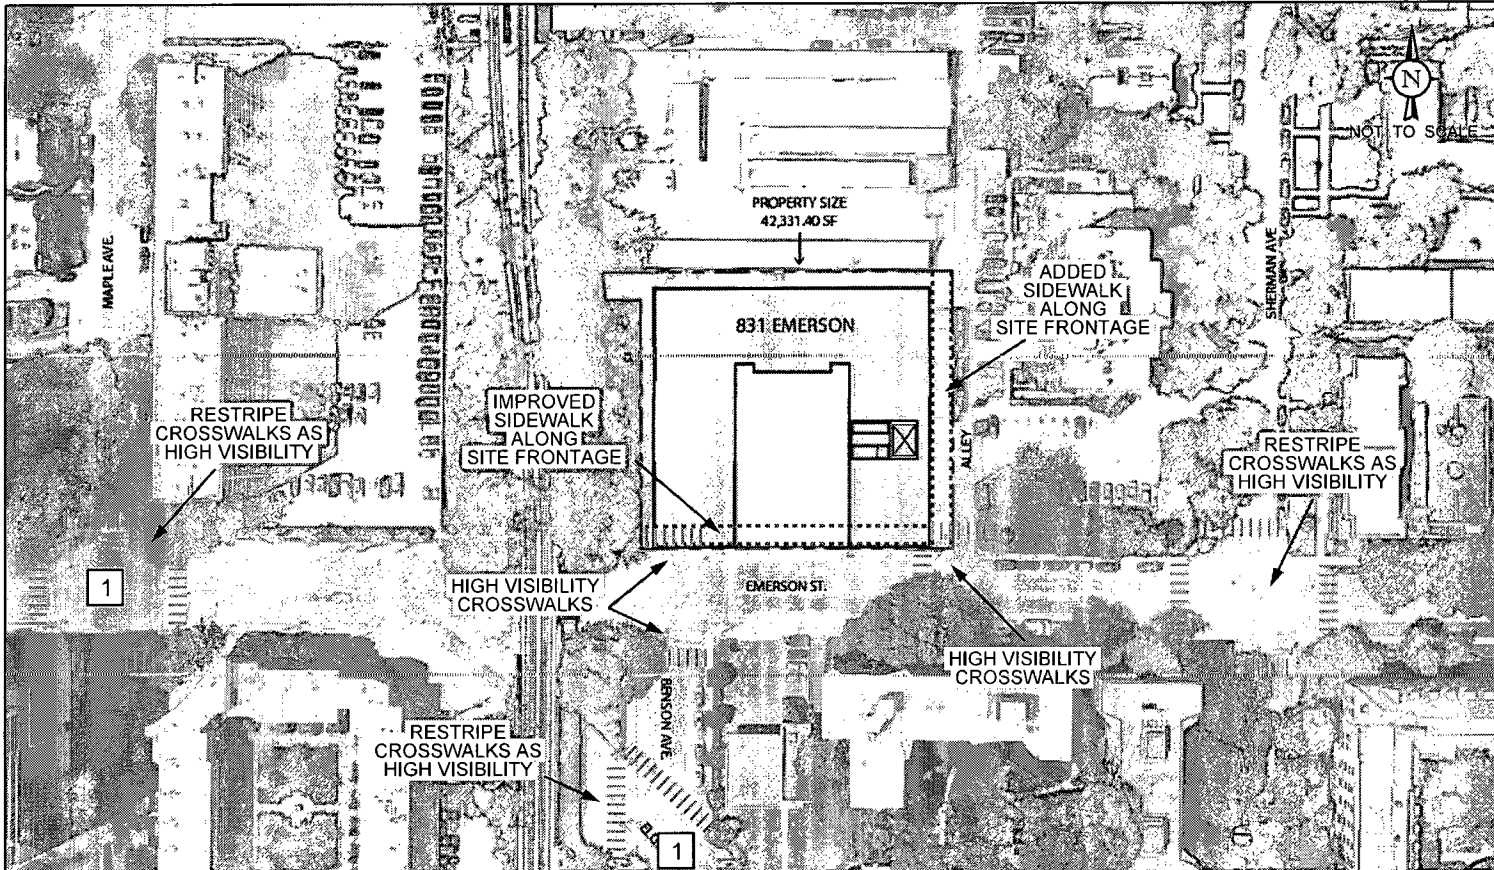 N
NOT TO SCALE
PROPERTY SIZE
42,331.40 SF
MAPLE AVE.
SHERMAN AVE
ADDED
SIDEWALK
ALONG
SITE FRONTAGE
831 EMERSON
IMPROVED
SIDEWALK
ALONG
SITE FRONTAGE
RESTRIPE
CROSSWALKS AS
HIGH VISIBILITY
ALLEY
RESTRIPE
CROSSWALKS AS
HIGH VISIBILITY
1
HIGH VISIBILITY
CROSSWALKS
EMERSON ST.
HIGH VISIBILITY
CROSSWALKS
BENSON AVE.
RESTRIPE
CROSSWALKS AS
HIGH VISIBILITY
1